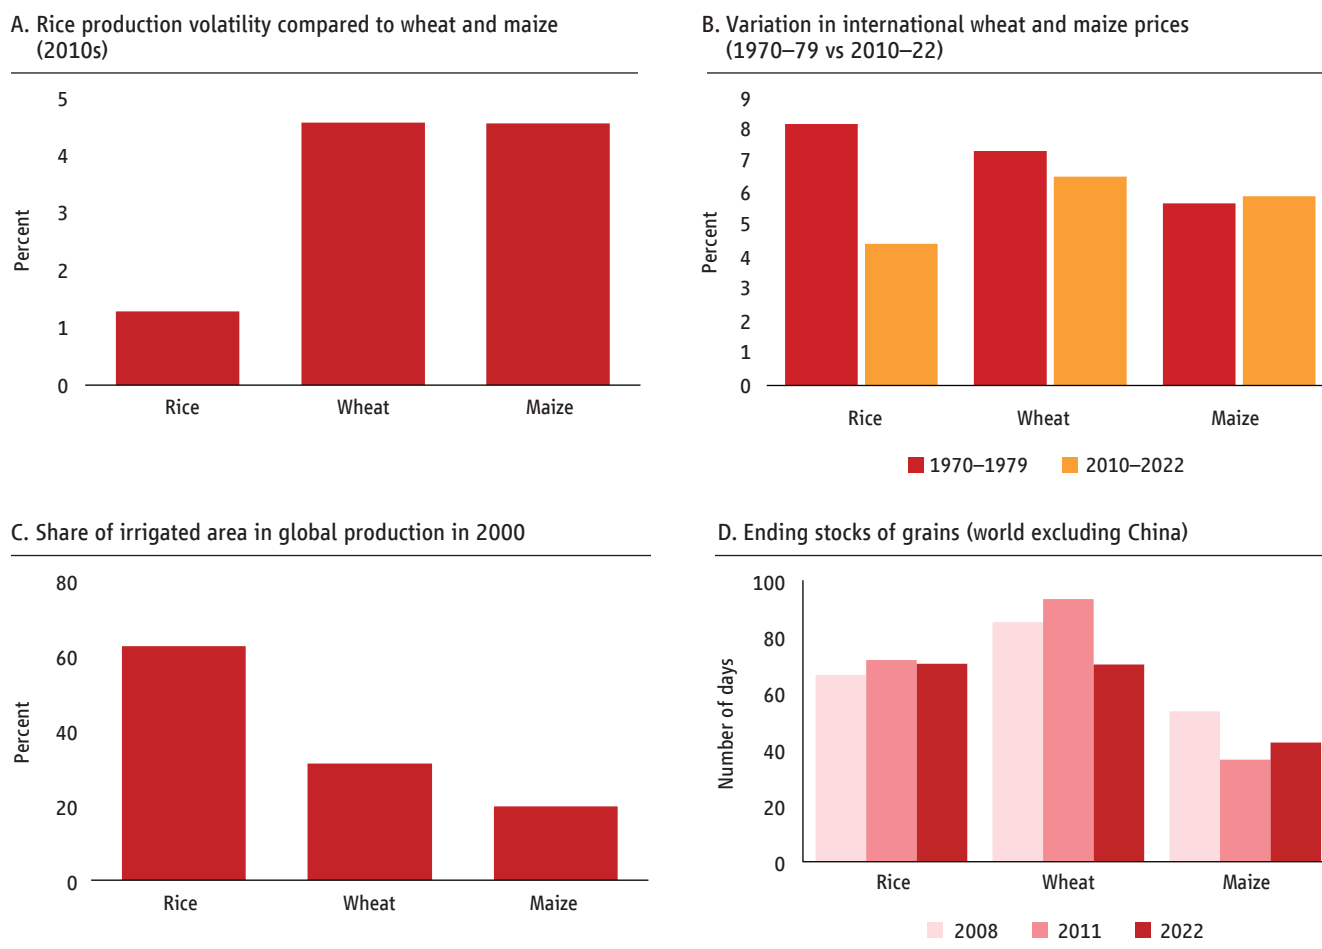 A. Rice production volatility compared to wheat and maize
(2010s)
5
4
3
2
1
0
Percent
Rice
Wheat
Maize
B. Variation in international wheat and maize prices
(1970–79 vs 2010–22)
9
8
7
6
5
4
3
2
1
0
Percent
Rice
Wheat
Maize
1970–1979
2010–2022
C. Share of irrigated area in global production in 2000
80
60
40
20
0
Percent
Rice
Wheat
Maize
D. Ending stocks of grains (world excluding China)
100
80
60
40
20
0
Number of days
Rice
Wheat
Maize
2008
2011
2022